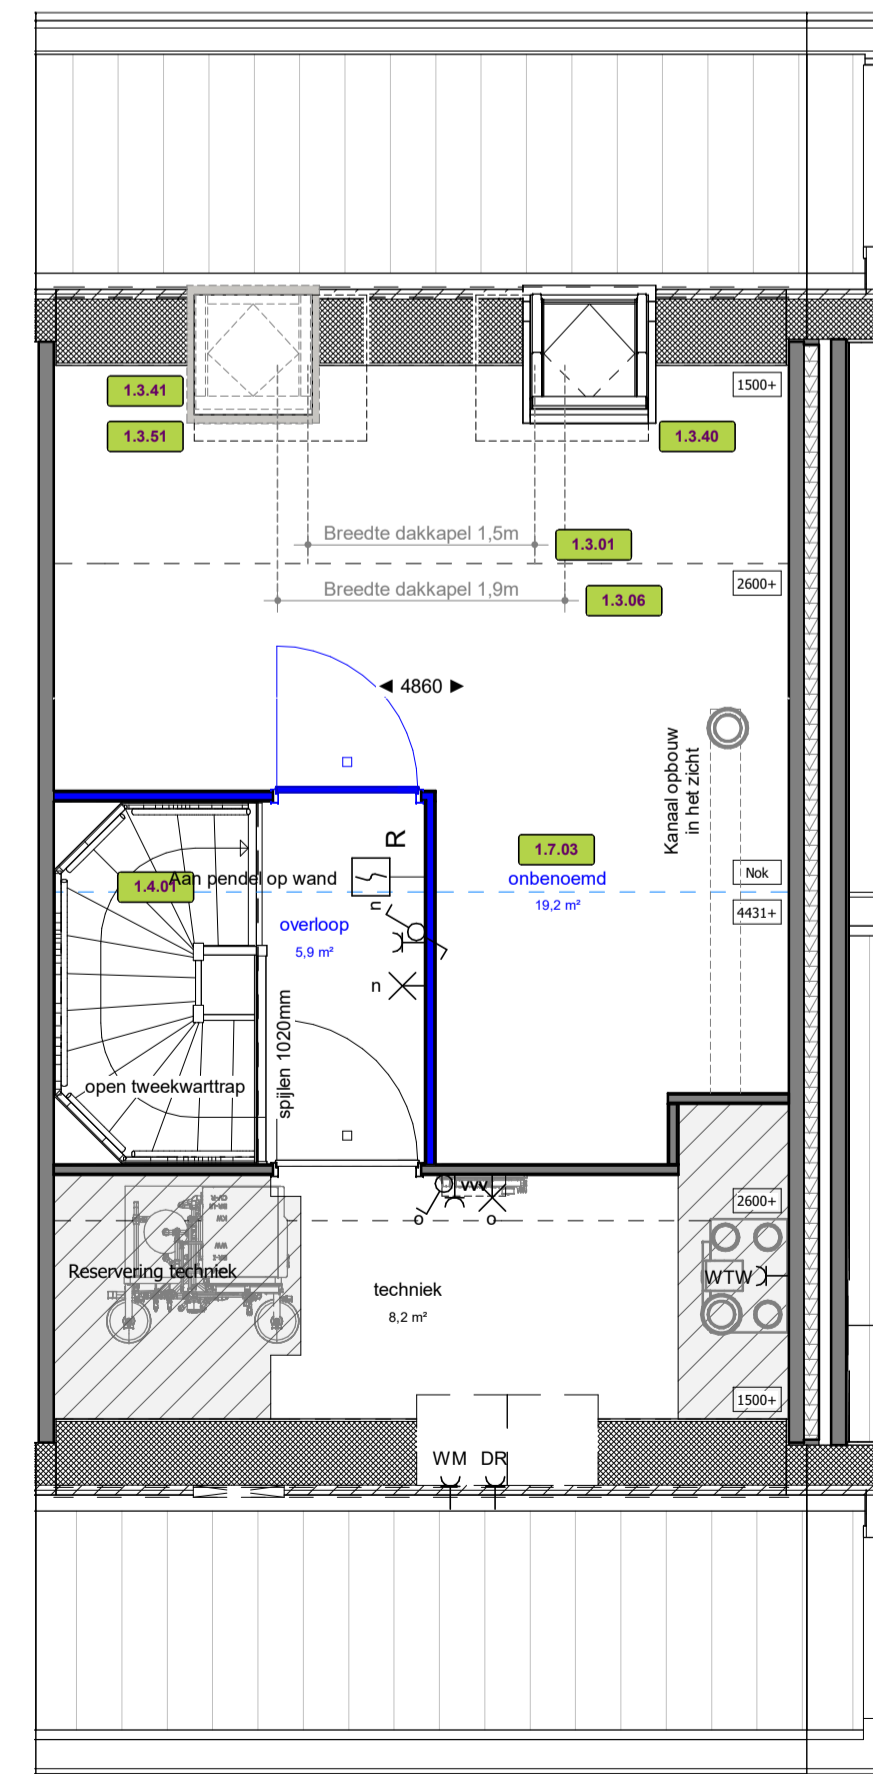 1.3.41
1500+
1.3.51
1.3.40
Breedte dakkapel 1,5m
1.3.01
2600+
Breedte dakkapel 1,9m
1.3.06
4860
Kanaal opbouw
in het zicht
R
1.7.03
Nok
1.4.01
Aan pendel op wand
onbenoemd
19,2 m²
n
4431+
overloop
5,9 m²
n
spijlen 1020mm
open tweekwarttrap
VVV
2600+
o
o
Reservering techniek
WTW
techniek
8,2 m²
1500+
WM
DR